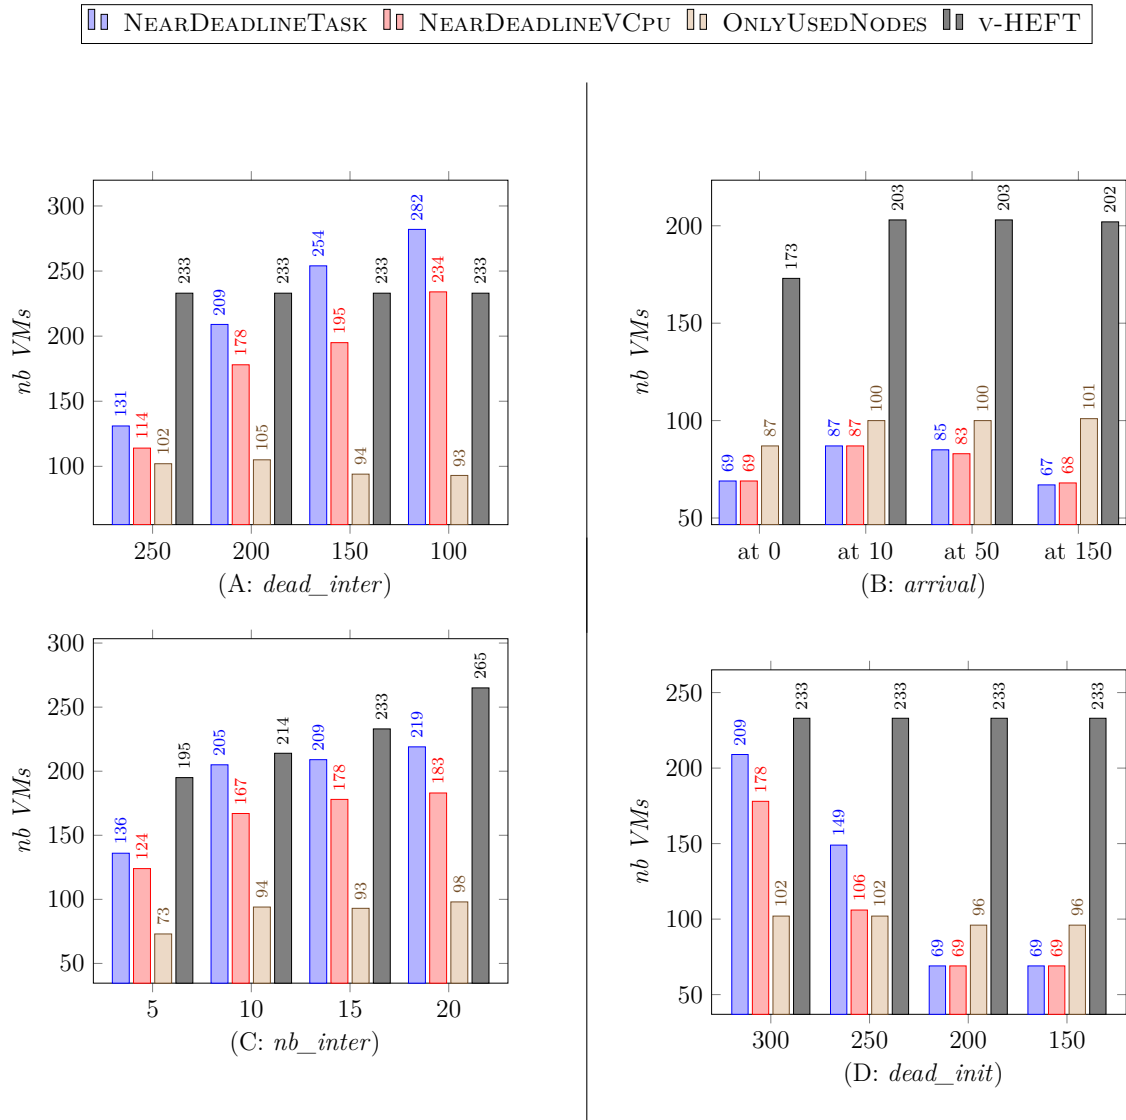 NEARDEADLINETASK NEARDEADLINEVCPU ONLYUSEDNODES V-HEFT
300
250
200
150
100
nb VMs
131 114 102 233
209 178 105 233
254 195 94 233
282 234 93 233
250 200 150 100
(A: dead_inter)
200
150
100
50
nb VMs
69 69 87 173
87 87 100 203
85 83 100 203
67 68 101 202
at 0 at 10 at 50 at 150
(B: arrival)
300
250
200
150
100
50
nb VMs
136 124 73 195
205 167 94 214
209 178 93 233
219 183 98 265
5 10 15 20
(C: nb_inter)
250
200
150
100
50
nb VMs
209 178 102 233
149 106 102 233
69 69 96 233
69 69 96 233
300 250 200 150
(D: dead_init)